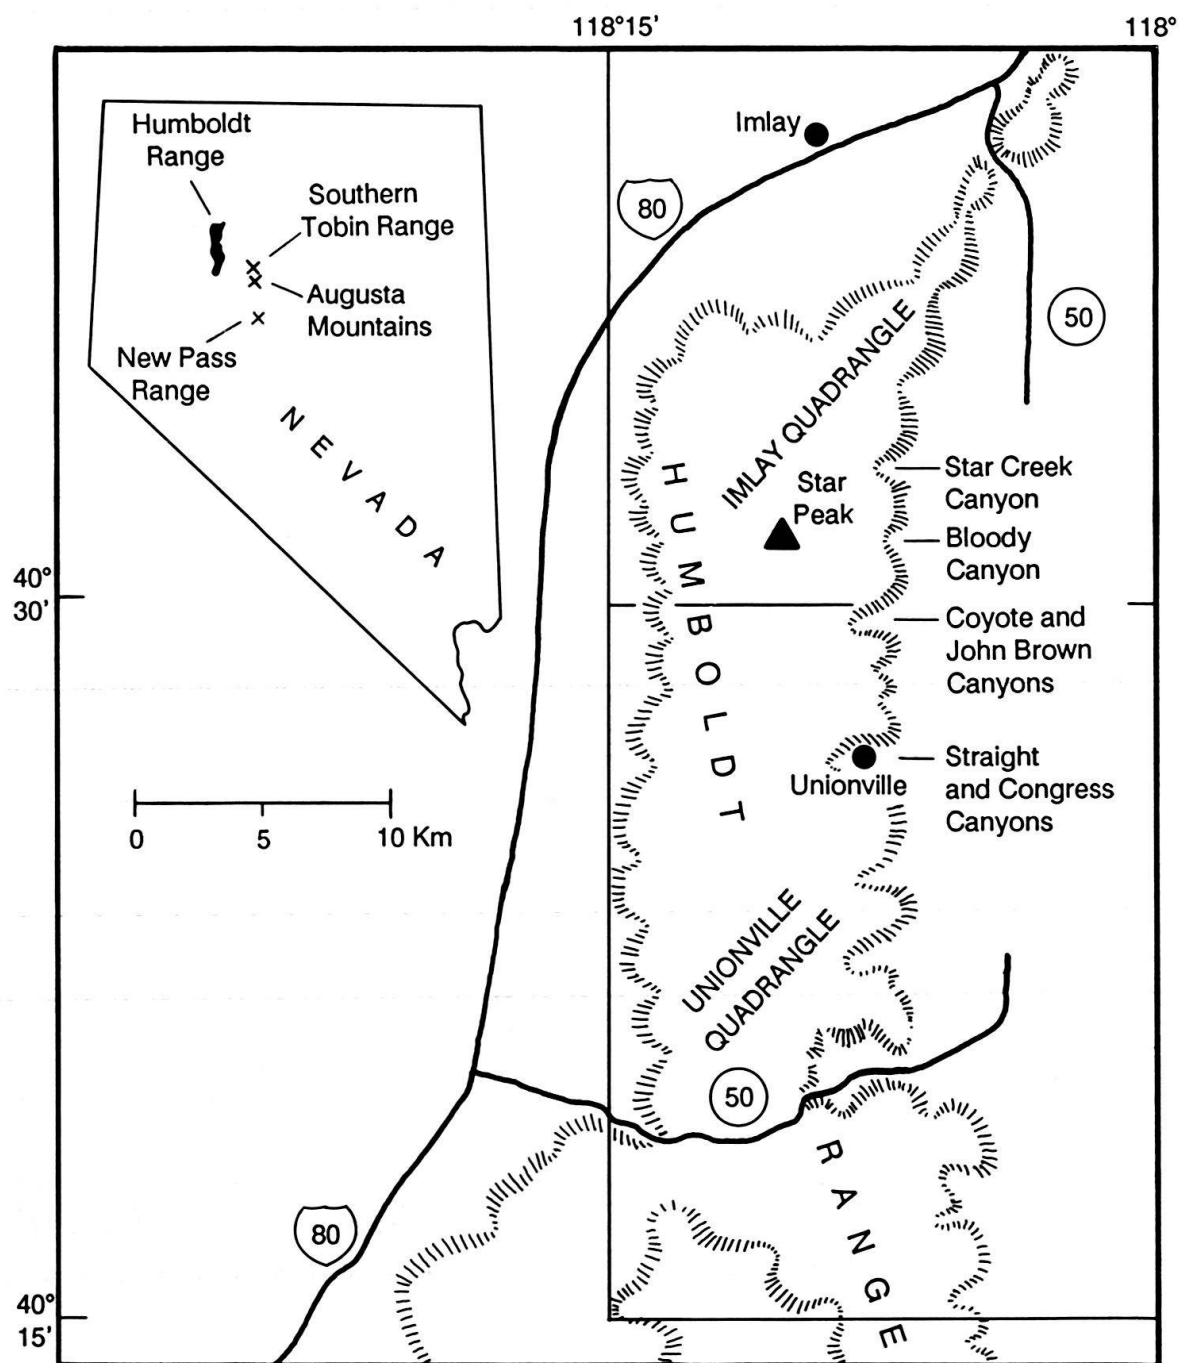 118°15'
118°
Humboldt
Range
Southern
Tobin Range
Augusta
Mountains
New Pass
Range
NEVADA
Imlay
80
50
IMLAY QUADRANGLE
Star
Peak
Star Creek
Canyon
Bloody
Canyon
40°
30'
Coyote and
John Brown
Canyons
HUMBOLDT
Straight
and Congress
Canyons
Unionville
0 5 10 Km
UNIONVILLE
QUADRANGLE
50
RANGE
80
40°
15'